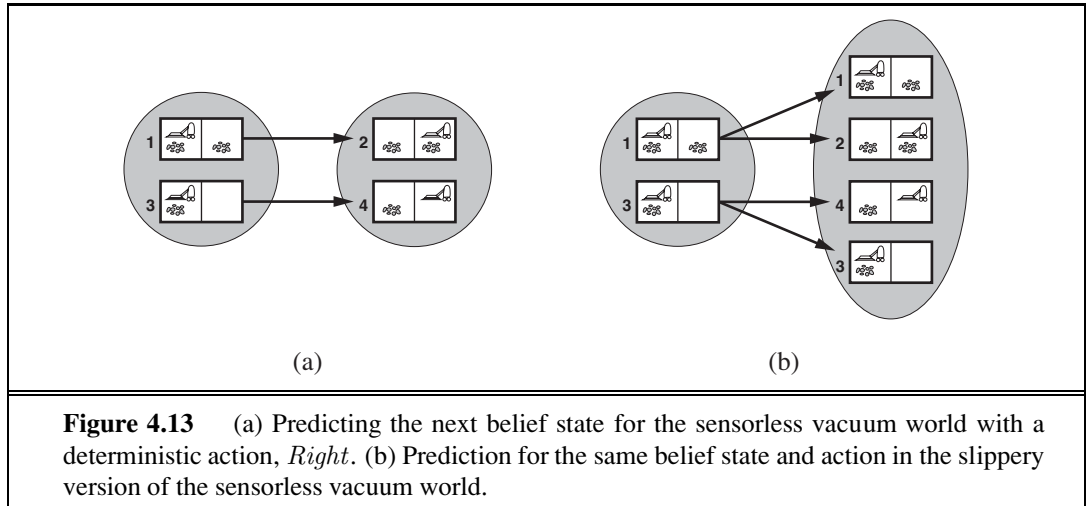 1
2
3
4
(a)
1
3
1
2
4
3
(b)
Figure 4.13 (a) Predicting the next belief state for the sensorless vacuum world with a
deterministic action, Right. (b) Prediction for the same belief state and action in the slippery
version of the sensorless vacuum world.